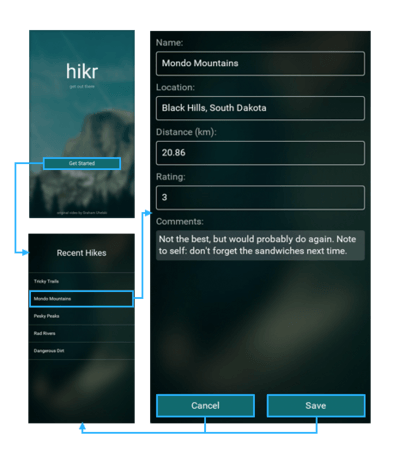 hikr
get out there
Get Started
original video by Graham Uhelski
Recent Hikes
Tricky Trails
Mondo Mountains
Pesky Peaks
Rad Rivers
Dangerous Dirt
Name:
Mondo Mountains
Location:
Black Hills, South Dakota
Distance (km):
20.86
Rating:
3
Comments:
Not the best, but would probably do again. Note
to self: don't forget the sandwiches next time.
Cancel
Save